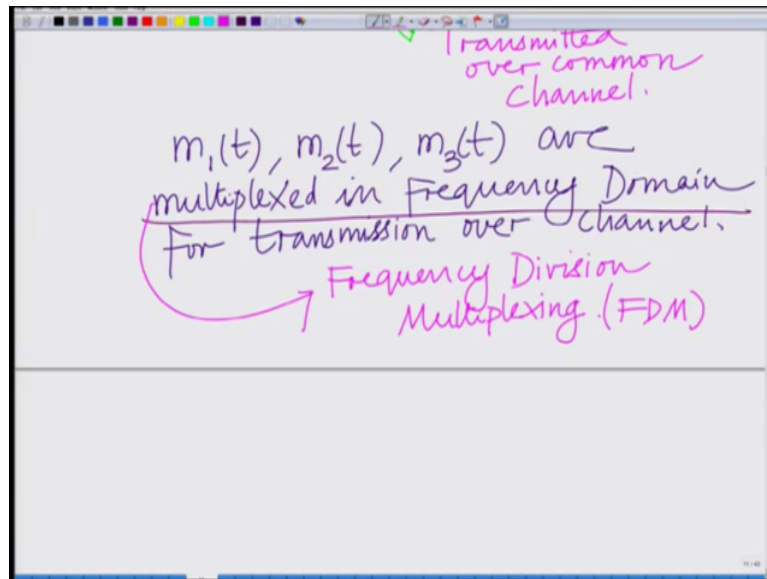 Transmitted
over common
Channel.
m₁(t), m₂(t), m₃(t) are
multiplexed in Frequency Domain
For transmission over Channel.
Frequency Division
Multiplexing. (FDM)